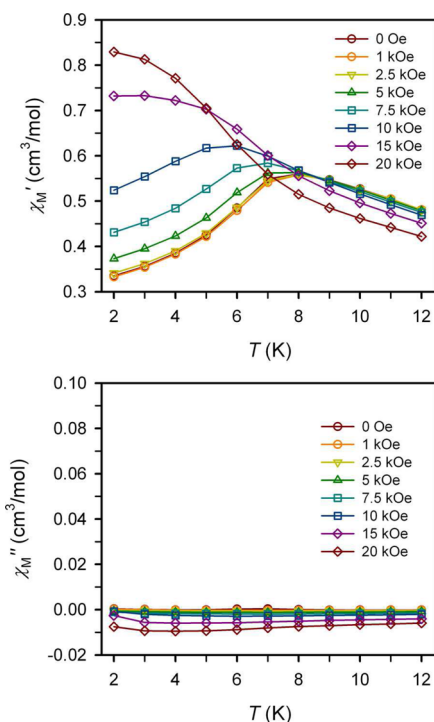 0.9
0.8
0.7
0.6
0.5
0.4
0.3
χM′ (cm³/mol)
0 Oe
1 kOe
2.5 kOe
5 kOe
7.5 kOe
10 kOe
15 kOe
20 kOe
2 4 6 8 10 12
T (K)
0.10
0.08
0.06
0.04
0.02
0.00
-0.02
χM″ (cm³/mol)
0 Oe
1 kOe
2.5 kOe
5 kOe
7.5 kOe
10 kOe
15 kOe
20 kOe
2 4 6 8 10 12
T (K)